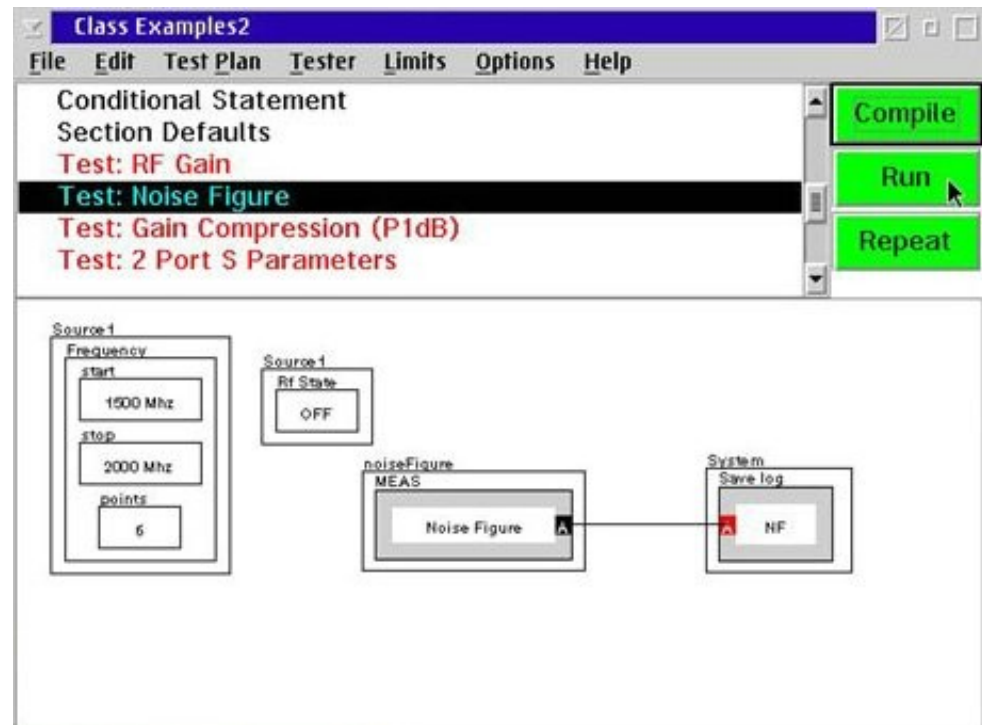 Class Examples2
File Edit Test Plan Tester Limits Options Help
Conditional Statement
Section Defaults
Test: RF Gain
Test: Noise Figure
Test: Gain Compression (P1dB)
Test: 2 Port S Parameters
Compile
Run
Repeat
Source1
Frequency
start
1500 Mhz
stop
2000 Mhz
points
6
Source1
Rf State
OFF
noiseFigure
MEAS
Noise Figure A
System
Save log
A NF